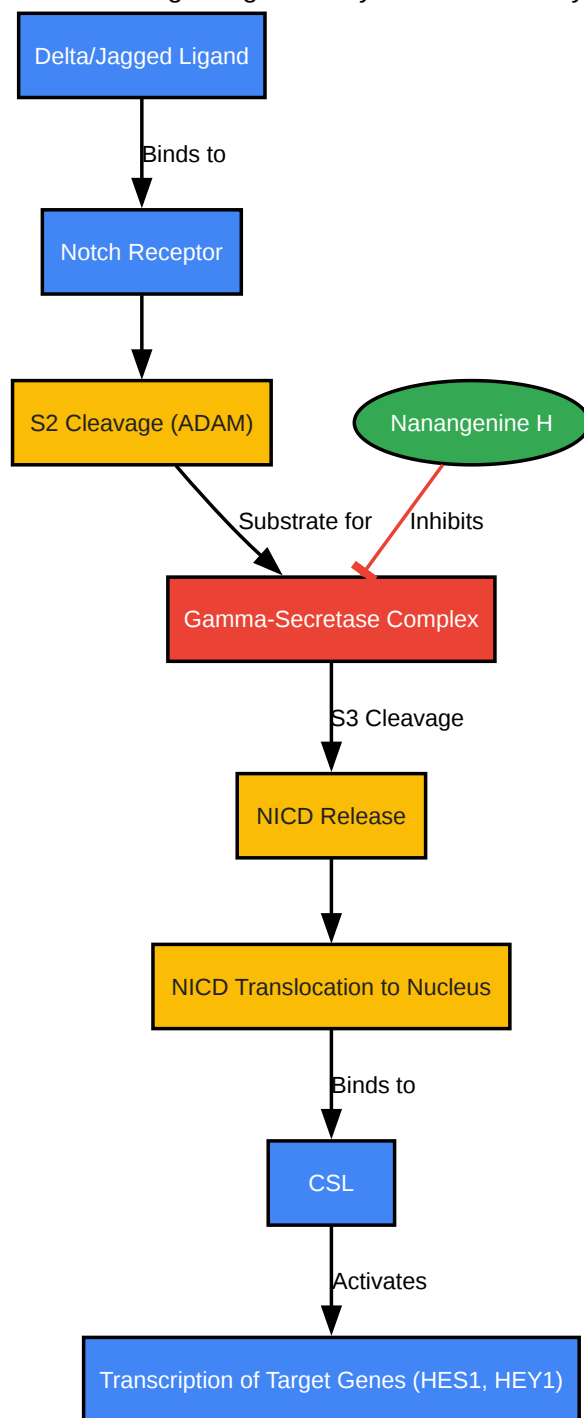 Delta/Jagged Ligand
Binds to
Notch Receptor
S2 Cleavage (ADAM)
Nanangenine H
Substrate for
Inhibits
Gamma-Secretase Complex
S3 Cleavage
NICD Release
NICD Translocation to Nucleus
Binds to
CSL
Activates
Transcription of Target Genes (HES1, HEY1)